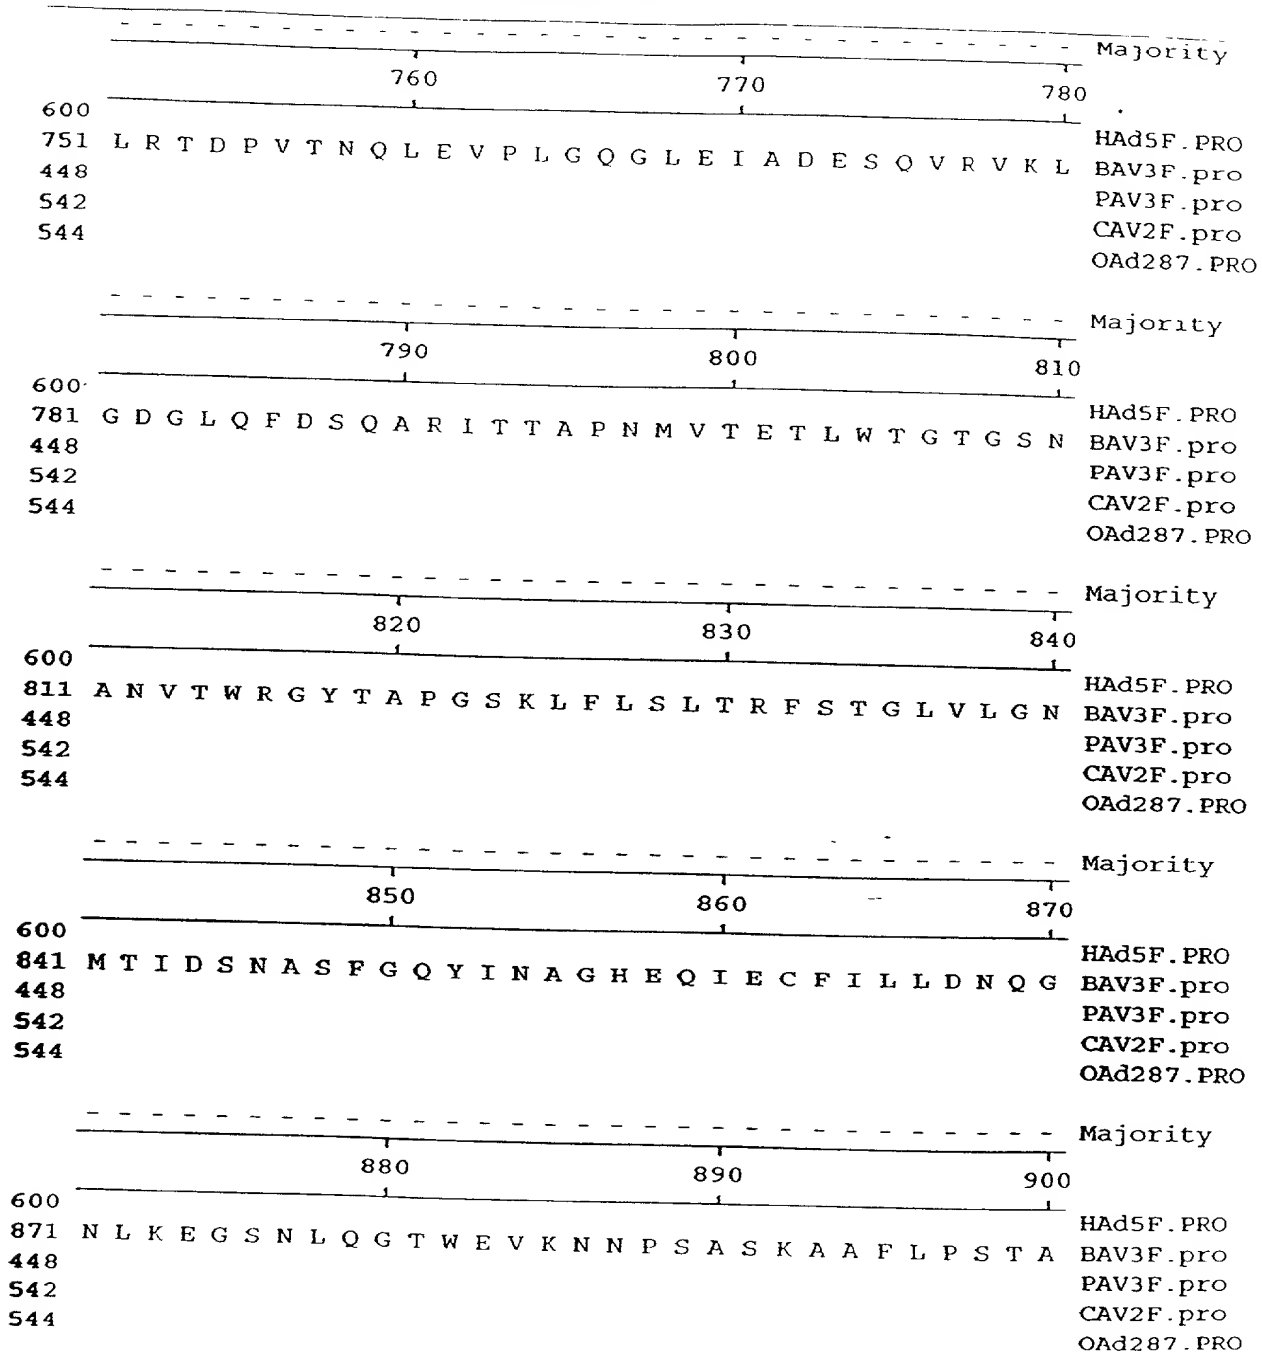 - - - - - - - - - - - - - - - - - - - - - - - - - - - - - - Majority
760 770 780
600 HAd5F.PRO
751 L R T D P V T N Q L E V P L G Q G L E I A D E S Q V R V K L BAV3F.pro
448 PAV3F.pro
542 CAV2F.pro
544 OAd287.PRO
- - - - - - - - - - - - - - - - - - - - - - - - - - - - - - Majority
790 800 810
600 HAd5F.PRO
781 G D G L Q F D S Q A R I T T A P N M V T E T L W T G T G S N BAV3F.pro
448 PAV3F.pro
542 CAV2F.pro
544 OAd287.PRO
- - - - - - - - - - - - - - - - - - - - - - - - - - - - - - Majority
820 830 840
600 HAd5F.PRO
811 A N V T W R G Y T A P G S K L F L S L T R F S T G L V L G N BAV3F.pro
448 PAV3F.pro
542 CAV2F.pro
544 OAd287.PRO
- - - - - - - - - - - - - - - - - - - - - - - - - - - - - - Majority
850 860 870
600 HAd5F.PRO
841 M T I D S N A S F G Q Y I N A G H E Q I E C F I L L D N Q G BAV3F.pro
448 PAV3F.pro
542 CAV2F.pro
544 OAd287.PRO
- - - - - - - - - - - - - - - - - - - - - - - - - - - - - - Majority
880 890 900
600 HAd5F.PRO
871 N L K E G S N L Q G T W E V K N N P S A S K A A F L P S T A BAV3F.pro
448 PAV3F.pro
542 CAV2F.pro
544 OAd287.PRO